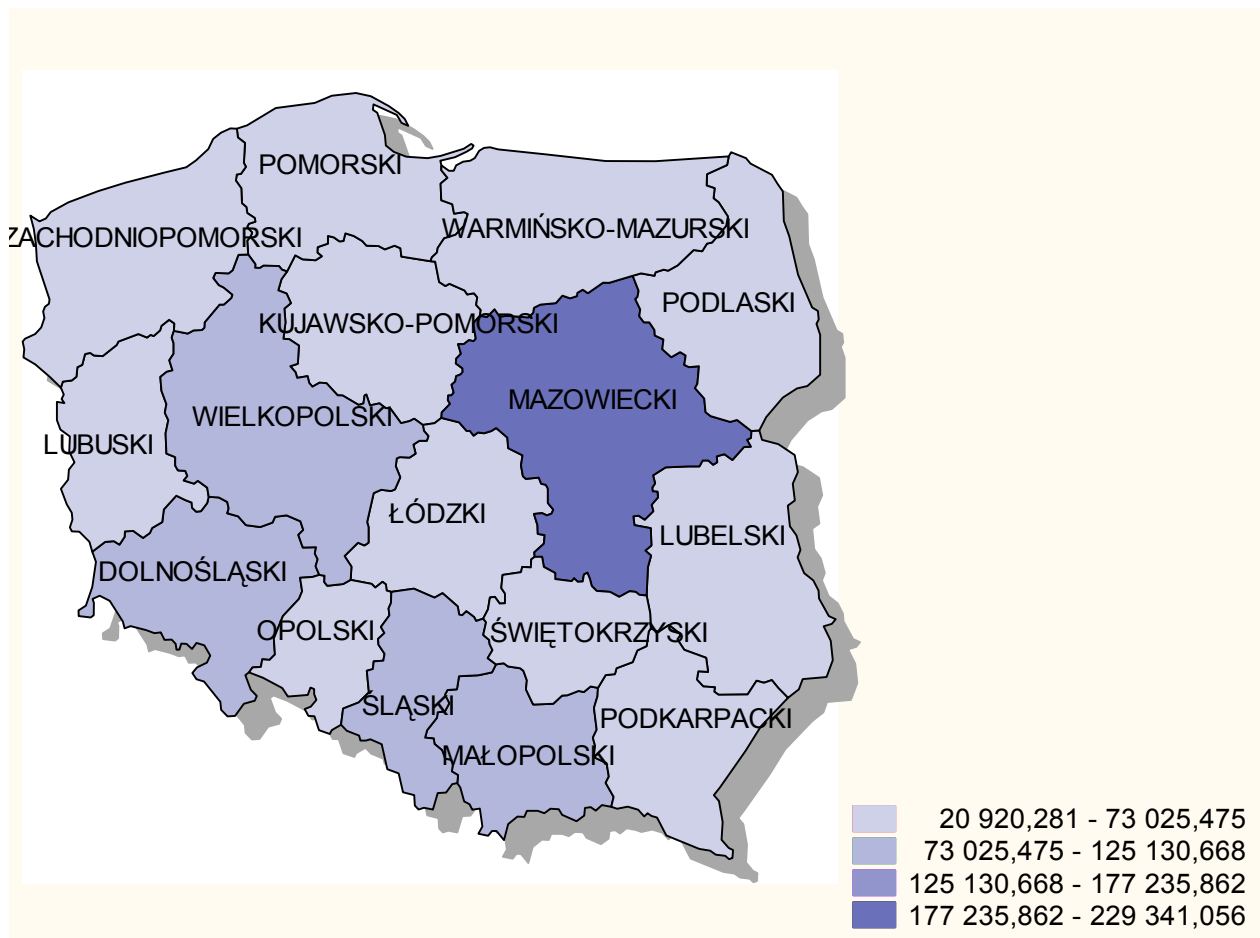 POMORSKI
ZACHODNIOPOMORSKI
WARMIŃSKO-MAZURSKI
PODLASKI
KUJAWSKO-POMORSKI
MAZOWIECKI
WIELKOPOLSKI
LUBUSKI
ŁÓDZKI
LUBELSKI
DOLNOŚLĄSKI
OPOLSKI
ŚWIĘTOKRZYSKI
ŚLĄSKI
PODKARPACKI
MAŁOPOLSKI
20 920,281 - 73 025,475
73 025,475 - 125 130,668
125 130,668 - 177 235,862
177 235,862 - 229 341,056